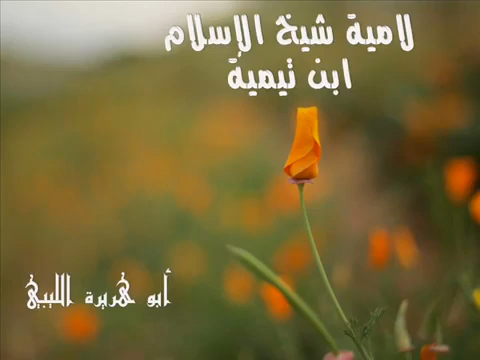 لامية شيخ الإسلام
ابن تيمية
أبو هريرة الليبي